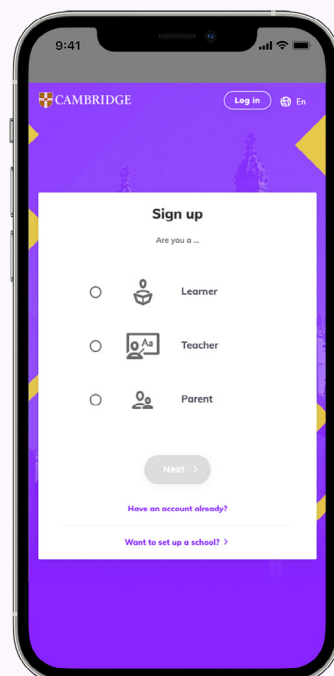 9:41
CAMBRIDGE
Log in
En
Sign up
Are you a ...
Learner
Aa
Teacher
Parent
Next >
Have an account already?
Want to set up a school? >